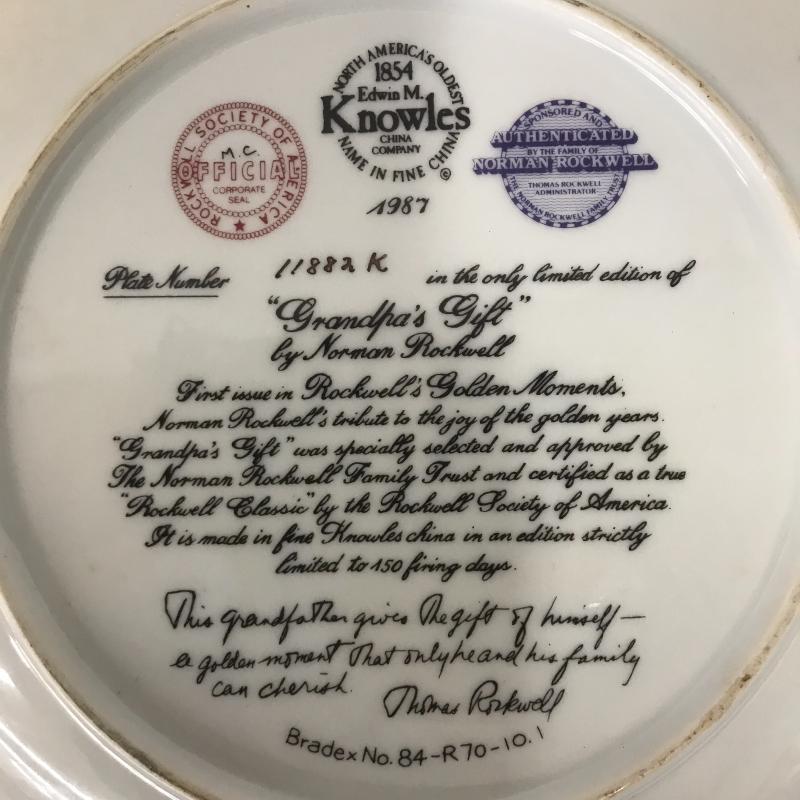 NORTH AMERICA'S OLDEST
1854
Edwin M.
Knowles
CHINA
COMPANY
NAME IN FINE CHINA
©
ROCKWELL SOCIETY OF AMERICA
M.C.
OFFICIAL
CORPORATE
SEAL
SPONSORED AND
AUTHENTICATED
BY THE FAMILY OF
NORMAN ROCKWELL
THOMAS ROCKWELL
ADMINISTRATOR
THE NORMAN ROCKWELL FAMILY TRUST
1987
Plate Number 11882 K in the only limited edition of
"Grandpa's Gift"
by Norman Rockwell
First issue in Rockwell's Golden Moments,
Norman Rockwell's tribute to the joy of the golden years.
"Grandpa's Gift" was specially selected and approved by
The Norman Rockwell Family Trust and certified as a true
"Rockwell Classic" by the Rockwell Society of America.
It is made in fine Knowles china in an edition strictly
limited to 150 firing days.
This grandfather gives the gift of himself—
a golden moment that only he and his family
can cherish. Thomas Rockwell
Bradex No. 84-R70-10.1